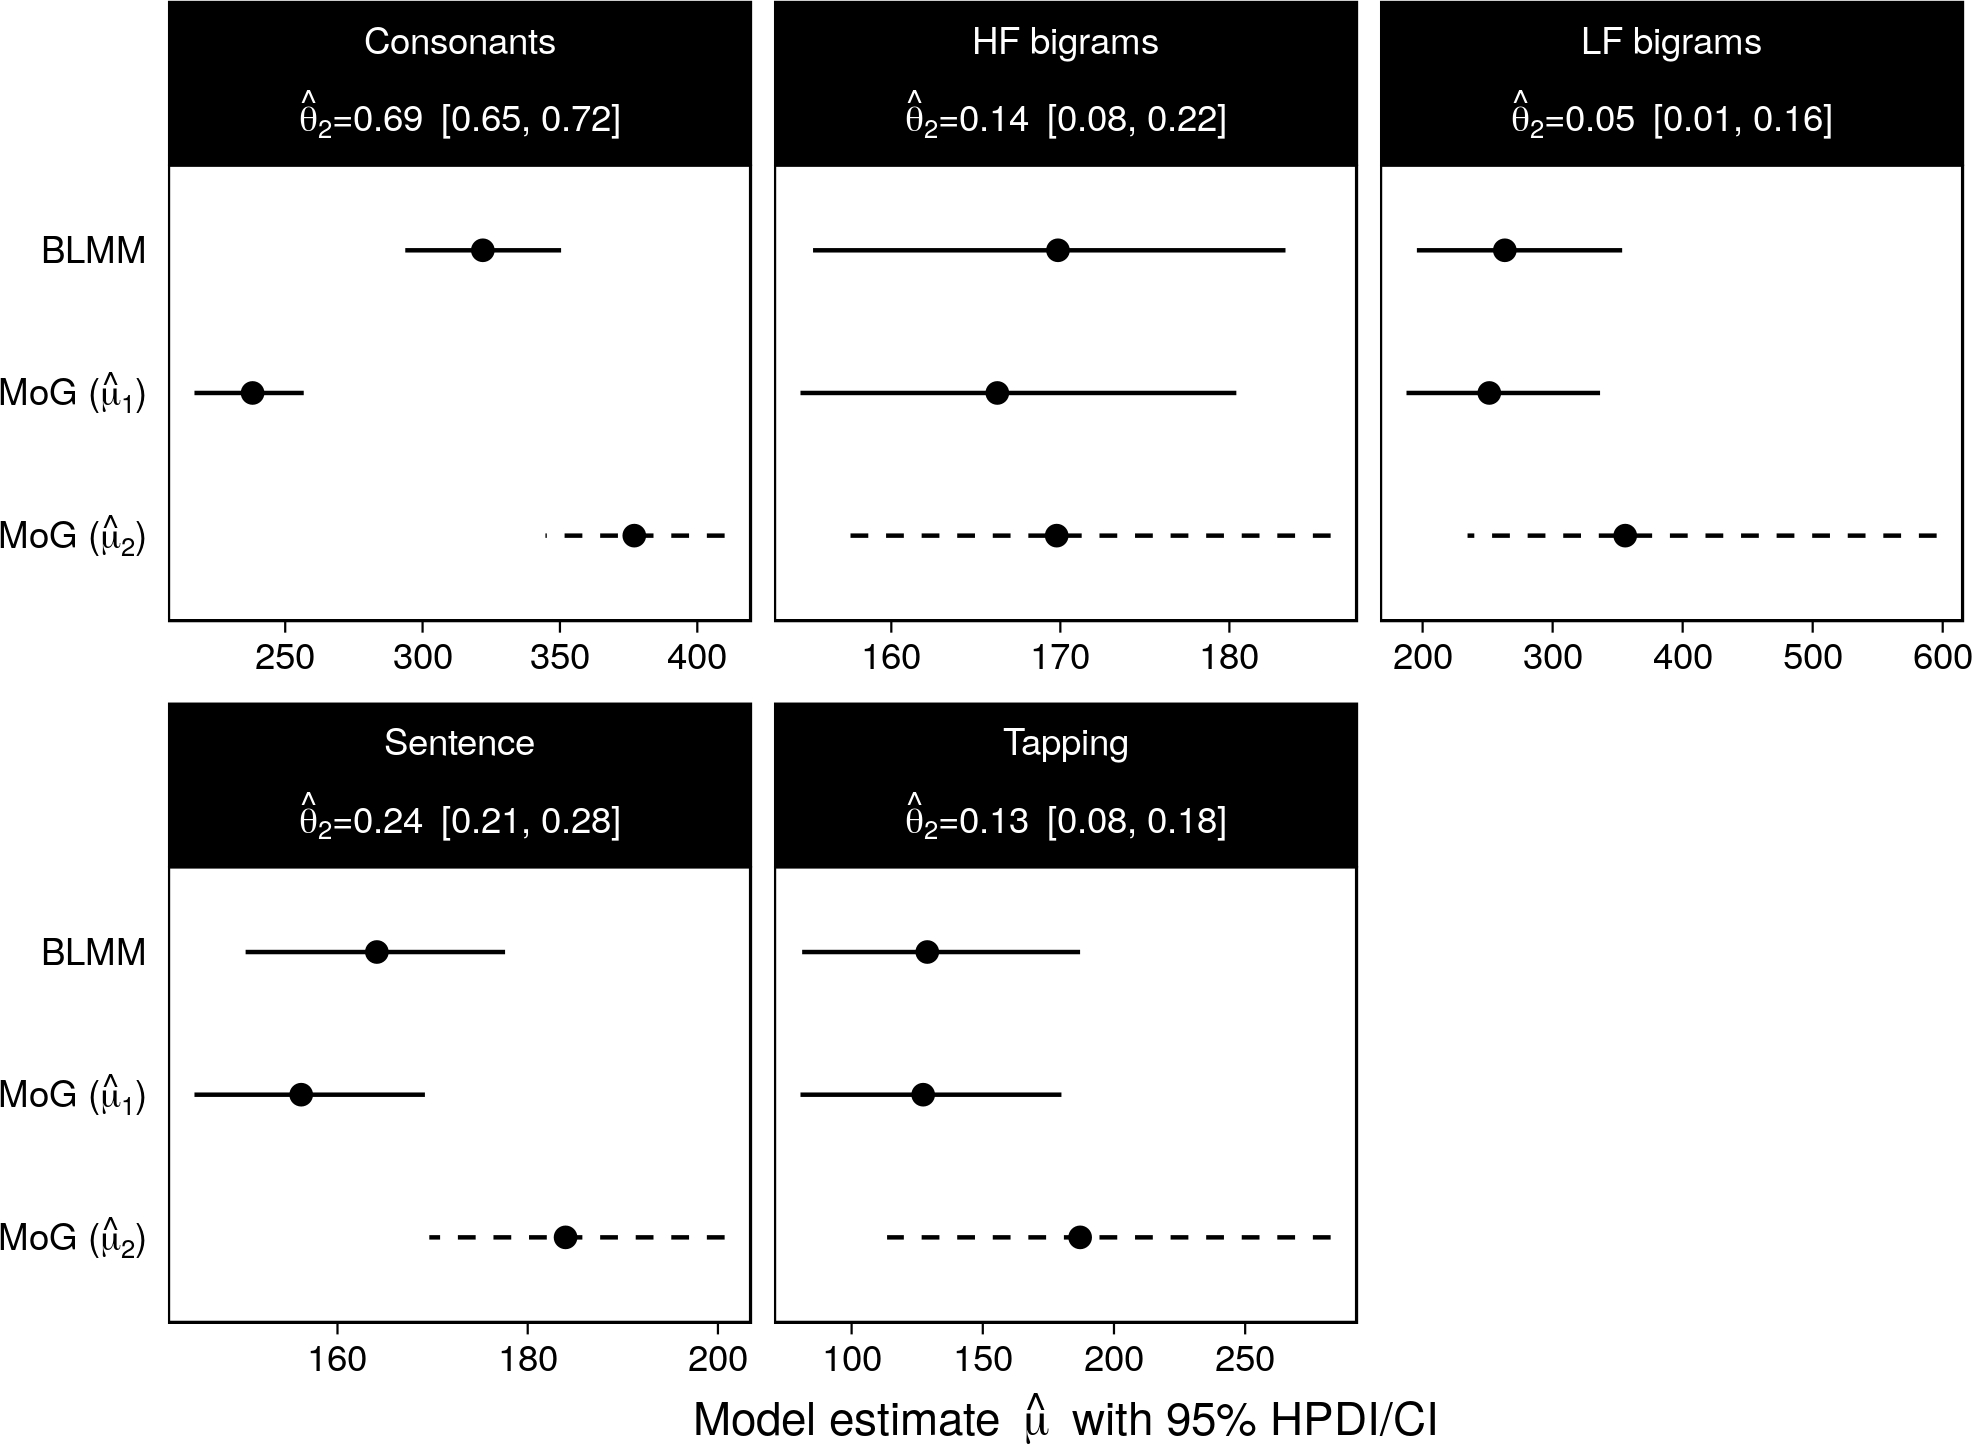 Consonants
θ̂₂=0.69 [0.65, 0.72]
HF bigrams
θ̂₂=0.14 [0.08, 0.22]
LF bigrams
θ̂₂=0.05 [0.01, 0.16]
BLMM
MoG (μ̂₁)
MoG (μ̂₂)
250 300 350 400
160 170 180
200 300 400 500 600
Sentence
θ̂₂=0.24 [0.21, 0.28]
Tapping
θ̂₂=0.13 [0.08, 0.18]
BLMM
MoG (μ̂₁)
MoG (μ̂₂)
160 180 200
100 150 200 250
Model estimate μ̂ with 95% HPDI/CI